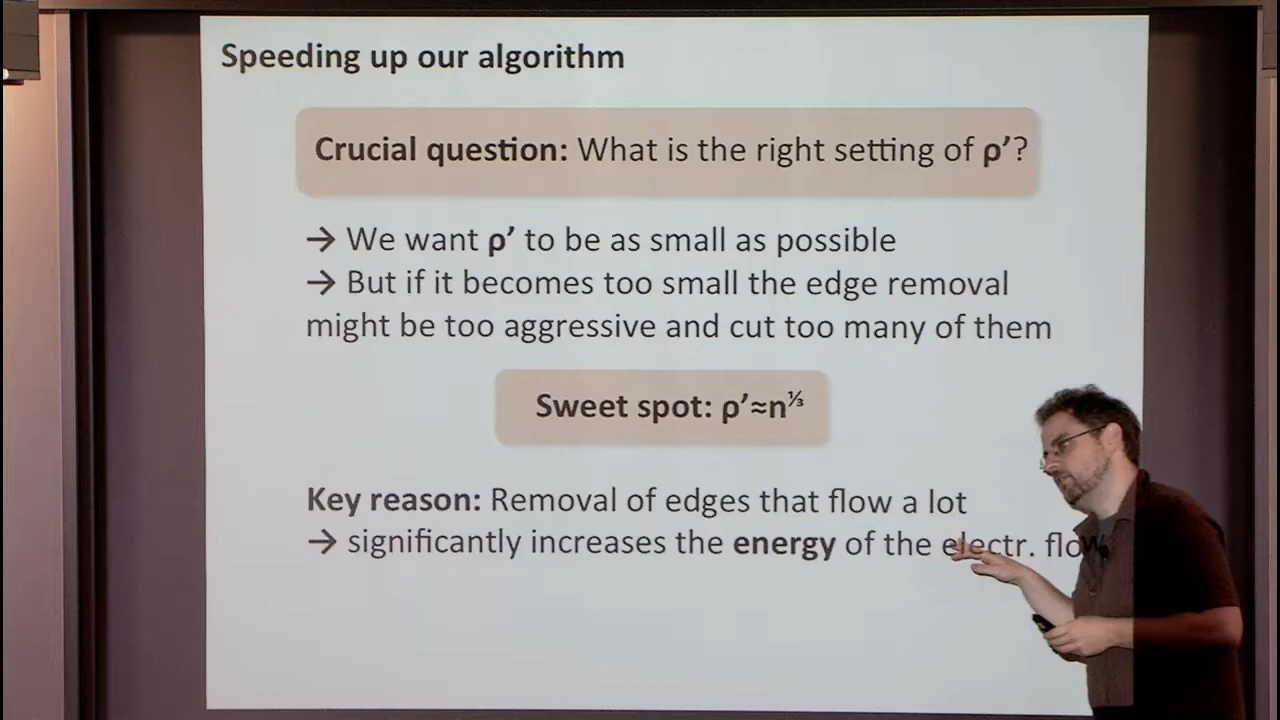 Speeding up our algorithm
Crucial question: What is the right setting of ρ’?
→ We want ρ’ to be as small as possible
→ But if it becomes too small the edge removal
might be too aggressive and cut too many of them
Sweet spot: ρ’≈n⅓
Key reason: Removal of edges that flow a lot
→ significantly increases the energy of the electr. flow